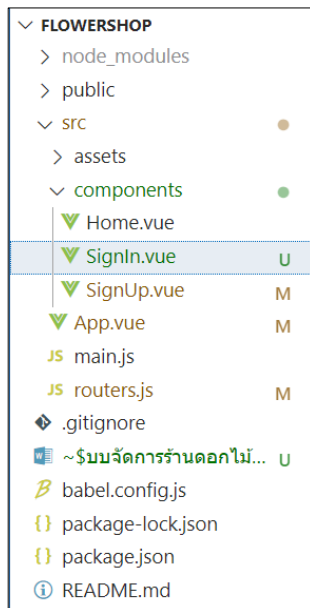 FLOWERSHOP
node_modules
public
src
assets
components
Home.vue
SignIn.vue U
SignUp.vue M
App.vue M
JS main.js
JS routers.js M
.gitignore
~$บบจัดการร้านดอกไม้... U
babel.config.js
{} package-lock.json
{} package.json
README.md